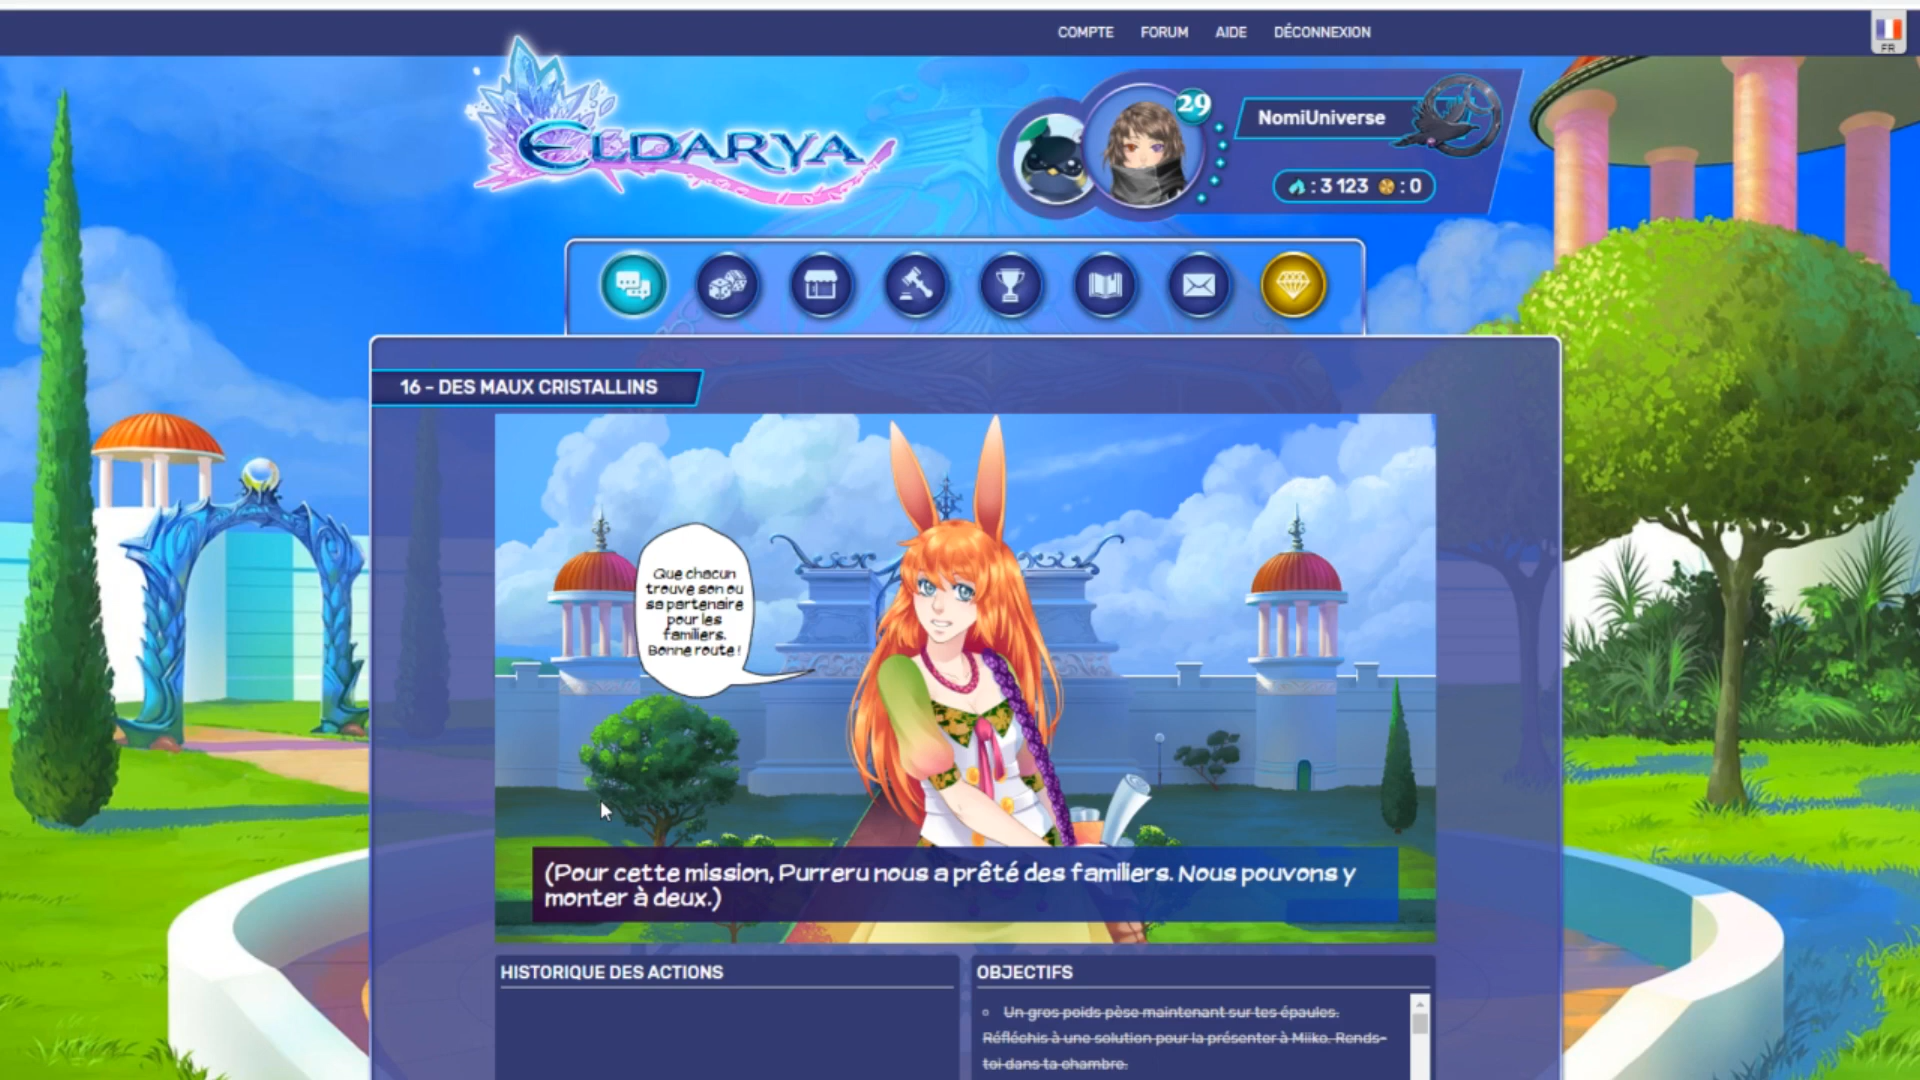 COMPTE FORUM AIDE DÉCONNEXION
FR
ELDARYA
29
NomiUniverse
: 3 123 : 0
16 - DES MAUX CRISTALLINS
Que chacun
trouve son ou
sa partenaire
pour les
familiers.
Bonne route !
(Pour cette mission, Purreru nous a prêté des familiers. Nous pouvons y
monter à deux.)
HISTORIQUE DES ACTIONS
OBJECTIFS
Un gros poids pèse maintenant sur tes épaules.
Réfléchis à une solution pour la présenter à Miiko. Rends-
toi dans ta chambre.